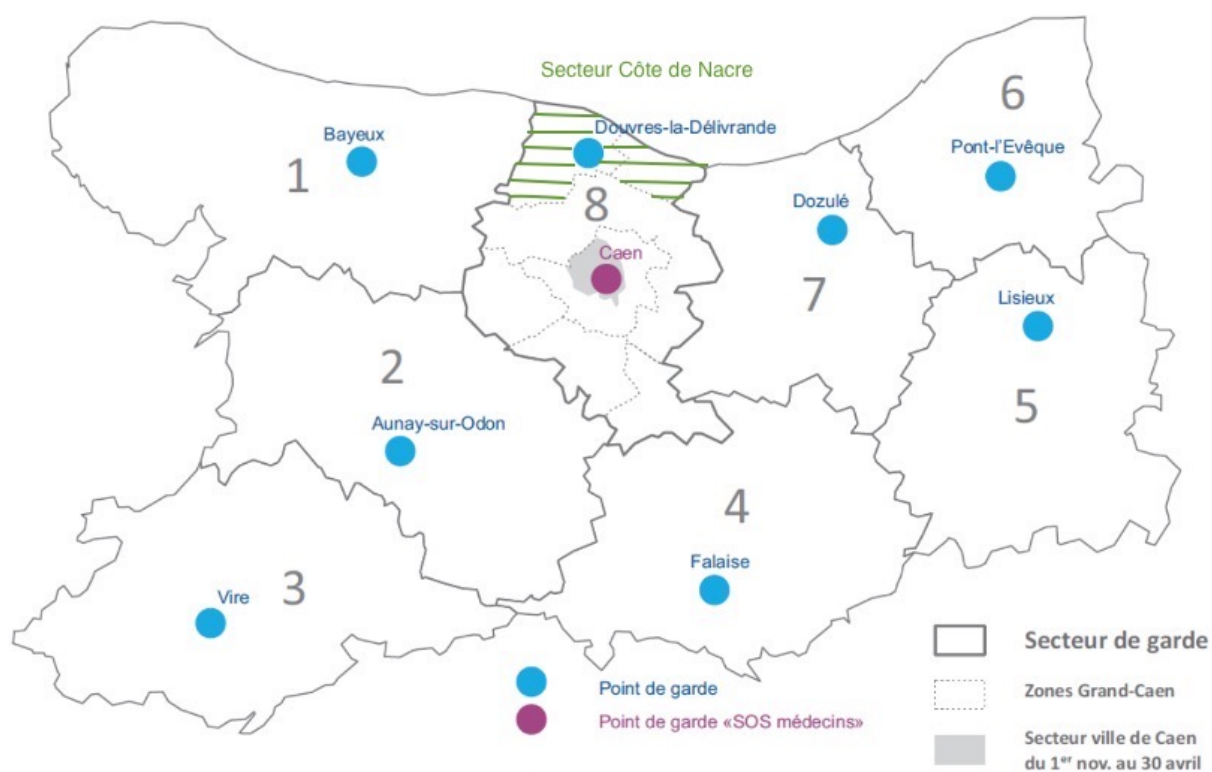 Secteur Côte de Nacre
6
Bayeux
Douvres-la-Délivrande
Pont-l'Evêque
1
8
Dozulé
Caen
7
Lisieux
2
5
Aunay-sur-Odon
4
Falaise
3
Vire
Secteur de garde
Point de garde
Zones Grand-Caen
Point de garde «SOS médecins»
Secteur ville de Caen
du 1er nov. au 30 avril